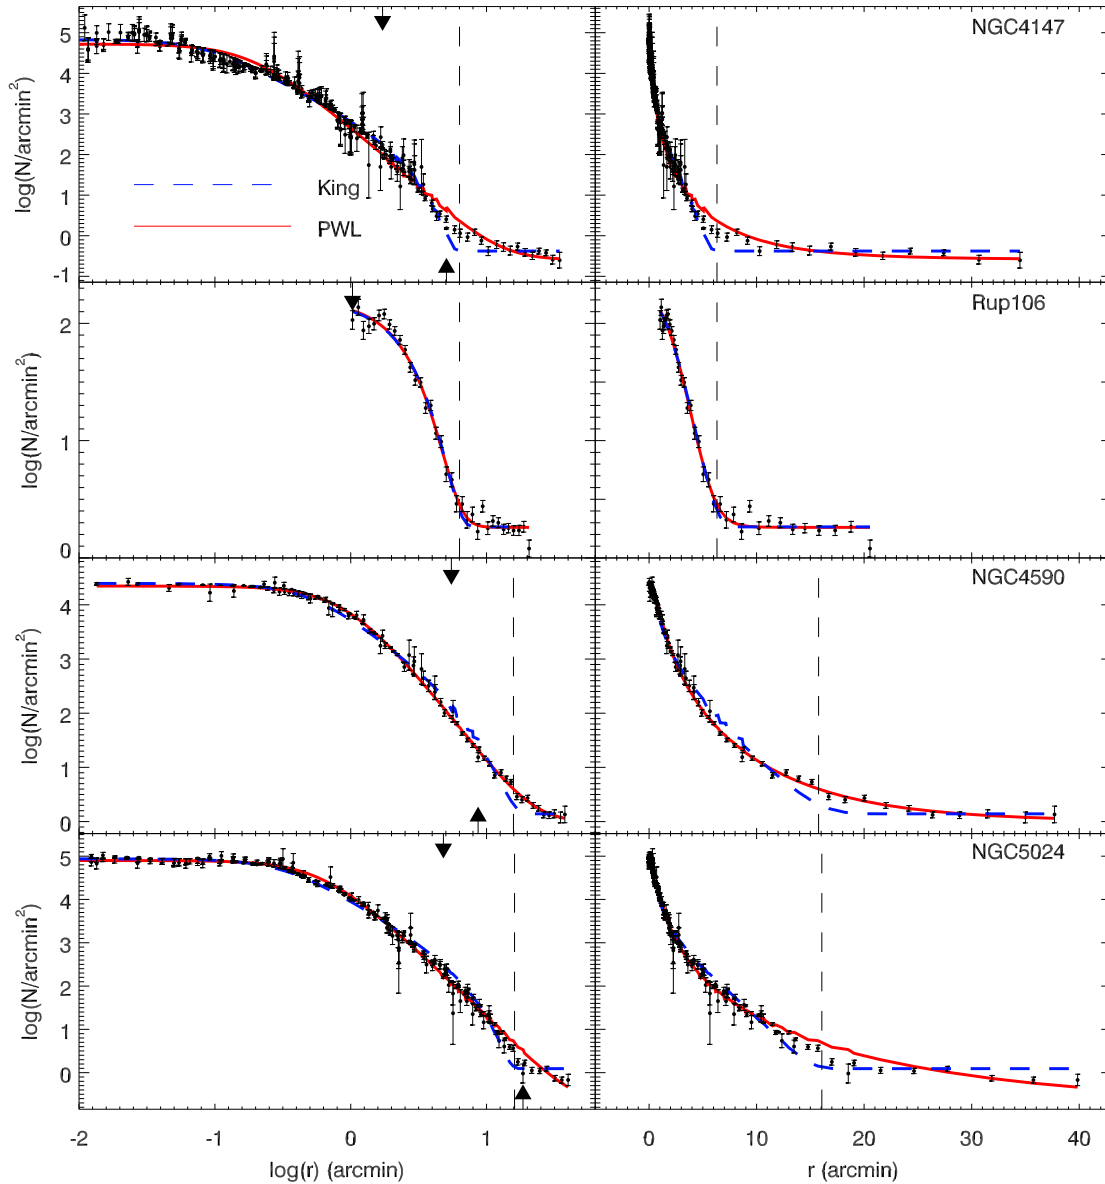 NGC4147
5
4
3
2
1
0
-1
log(N/arcmin²)
King
PWL
Rup106
2
1
0
log(N/arcmin²)
NGC4590
4
3
2
1
0
log(N/arcmin²)
NGC5024
5
4
3
2
1
0
log(N/arcmin²)
-2 -1 0 1 0 10 20 30 40
log(r) (arcmin) r (arcmin)